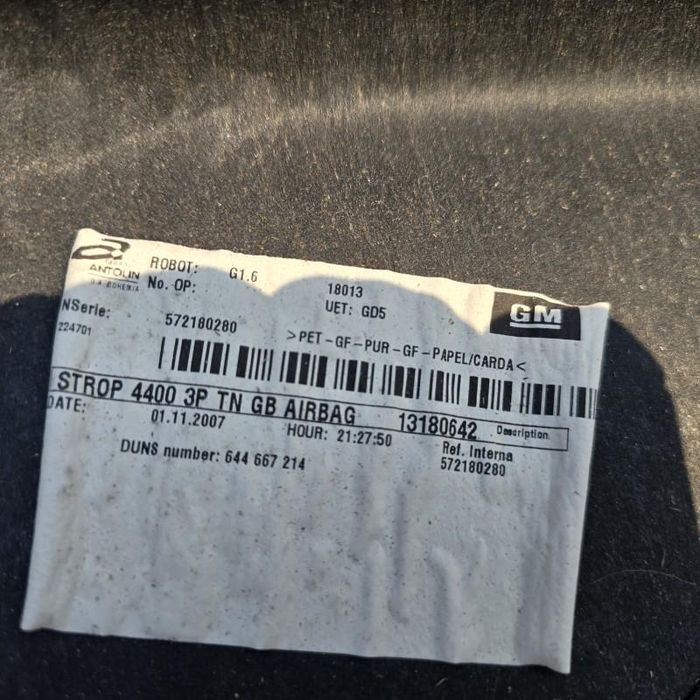 ANTOLIN
ROBOT: G1.6 18013
No. OP: UET: GD5
GM
NSerie: 572180280 >PET-GF-PUR-GF-PAPEL/CARDA<
224701
STROP 4400 3P TN GB AIRBAG 13180642 Description
DATE: 01.11.2007 HOUR: 21:27:50 Ref. Interna
DUNS number: 644 667 214 572180280